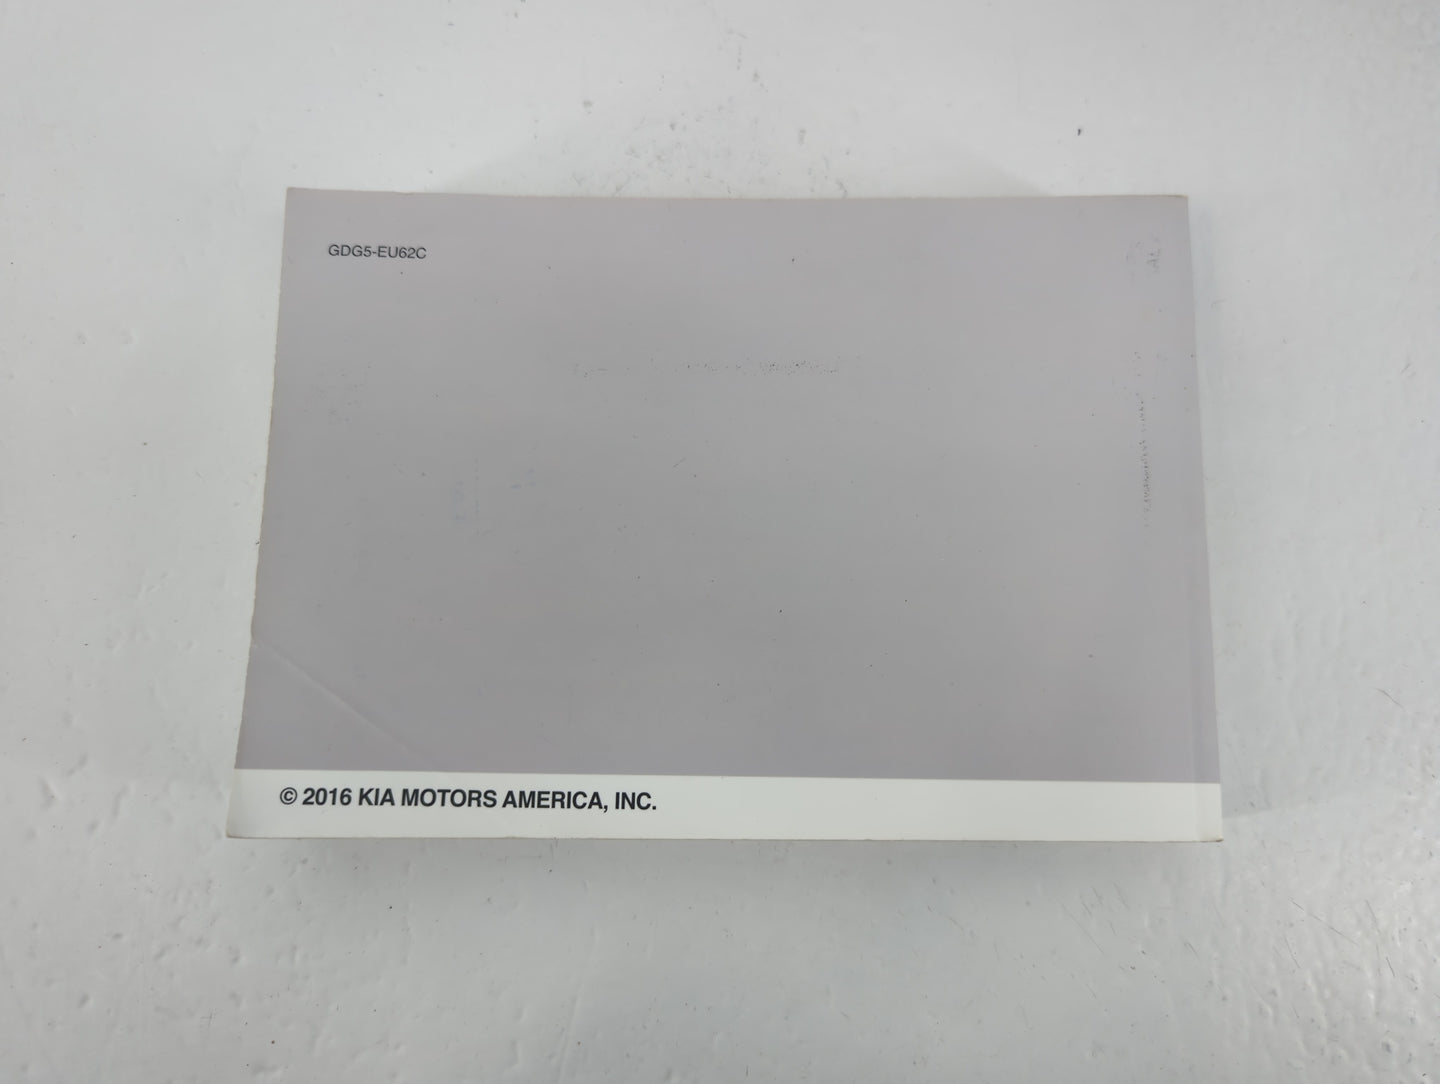 GDG5-EU62C
© 2016 KIA MOTORS AMERICA, INC.